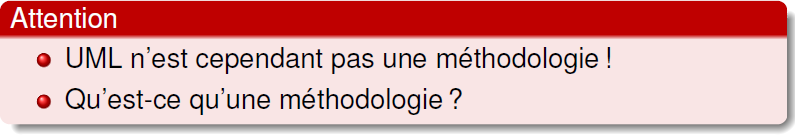 Attention
UML n'est cependant pas une méthodologie !
Qu'est-ce qu'une méthodologie ?